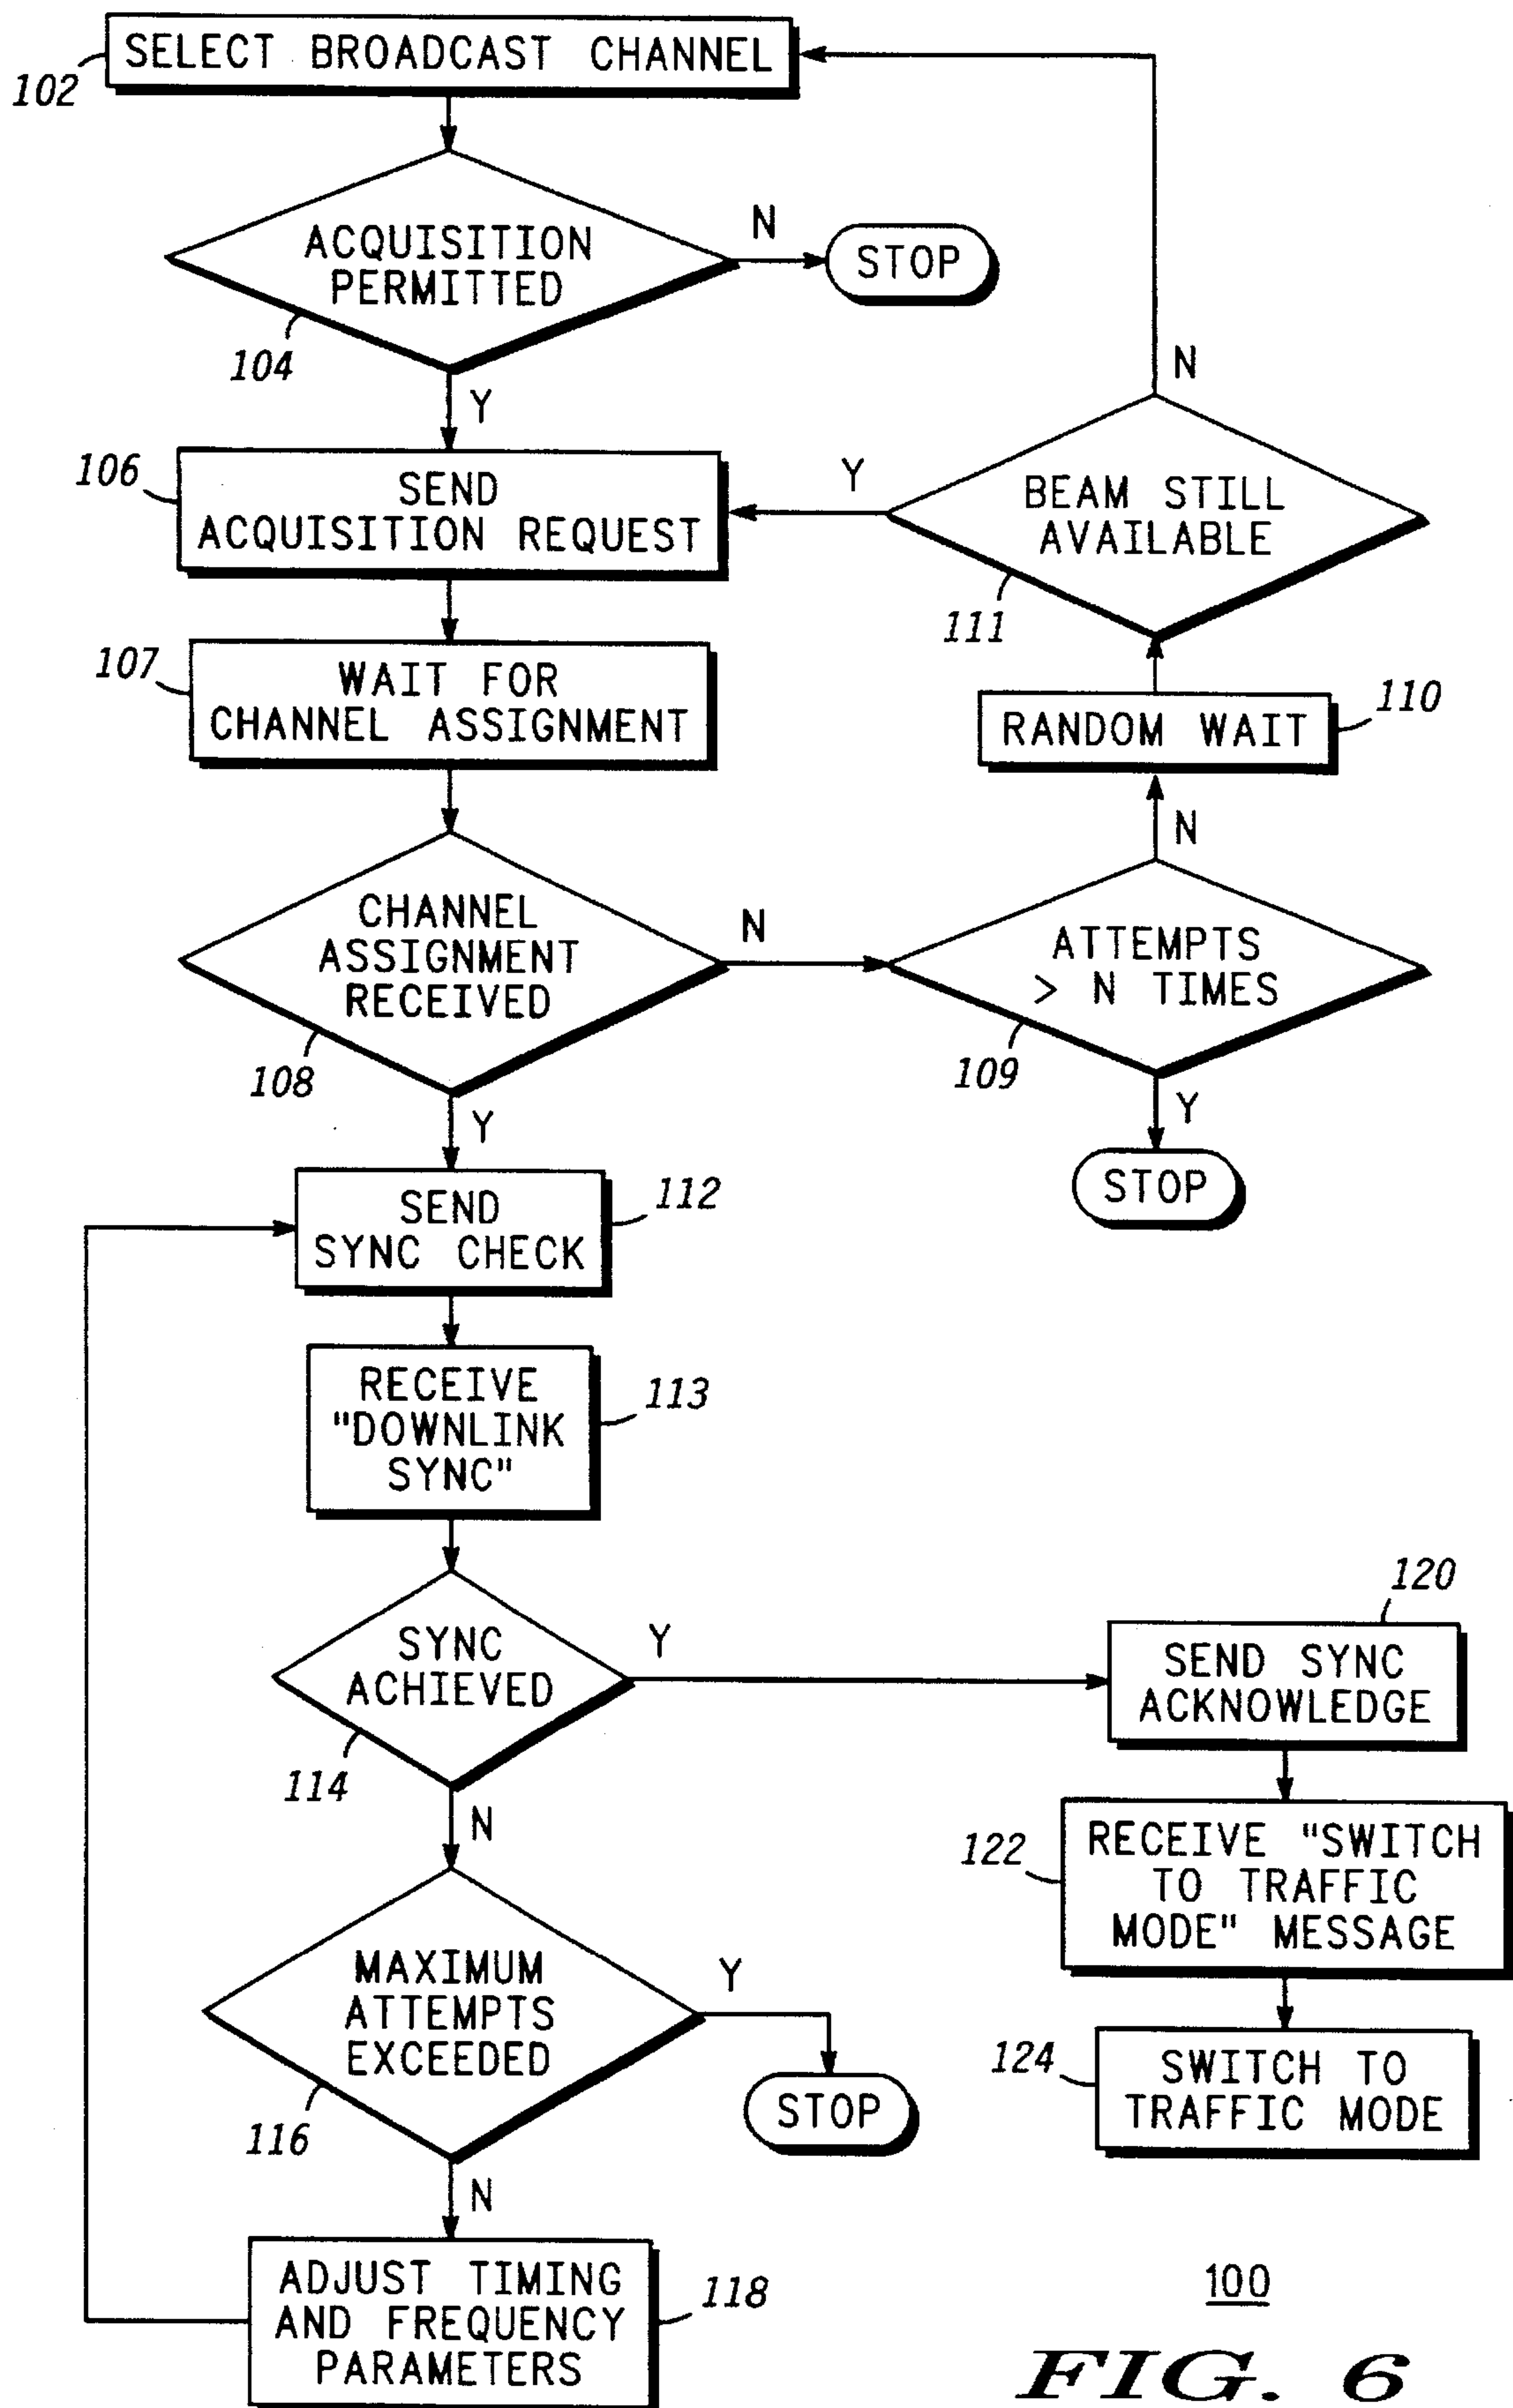 SELECT BROADCAST CHANNEL
102
ACQUISITION
PERMITTED
N
STOP
104
Y
N
106
SEND
ACQUISITION REQUEST
Y
BEAM STILL
AVAILABLE
111
107
WAIT FOR
CHANNEL ASSIGNMENT
RANDOM WAIT
110
N
CHANNEL
ASSIGNMENT
RECEIVED
N
ATTEMPTS
> N TIMES
108
109
Y
Y
STOP
SEND
SYNC CHECK
112
RECEIVE
"DOWNLINK
SYNC"
113
SYNC
ACHIEVED
Y
114
N
120
SEND SYNC
ACKNOWLEDGE
122
RECEIVE "SWITCH
TO TRAFFIC
MODE" MESSAGE
MAXIMUM
ATTEMPTS
EXCEEDED
Y
STOP
116
N
124
SWITCH TO
TRAFFIC MODE
ADJUST TIMING
AND FREQUENCY
PARAMETERS
118
100
FIG. 6